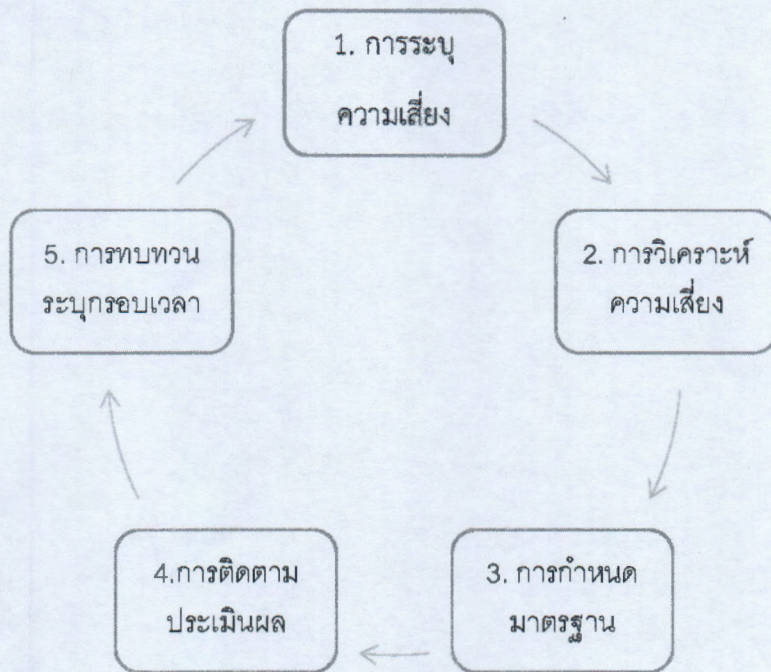 1. การระบุ
ความเสี่ยง
2. การวิเคราะห์
ความเสี่ยง
3. การกำหนด
มาตรฐาน
4.การติดตาม
ประเมินผล
5. การทบทวน
ระบุกรอบเวลา